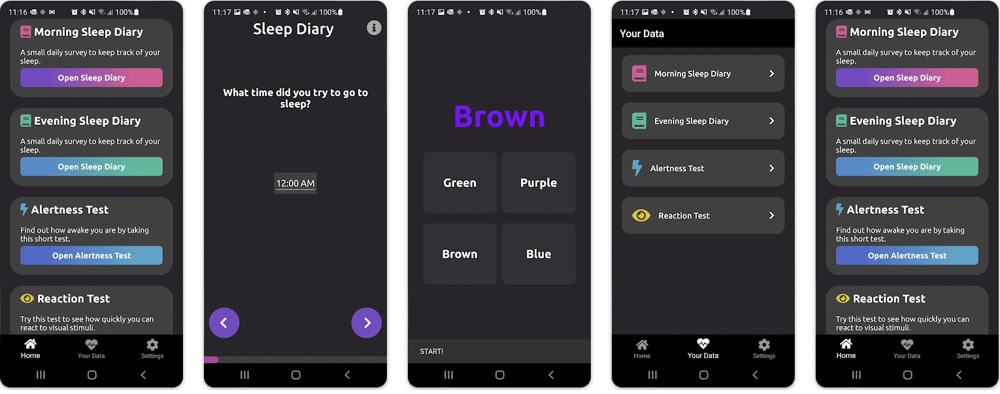 11:16 100%
Morning Sleep Diary
A small daily survey to keep track of your
sleep.
Open Sleep Diary
Evening Sleep Diary
A small daily survey to keep track of your
sleep.
Open Sleep Diary
Alertness Test
Find out how awake you are by taking
this short test.
Open Alertness Test
Reaction Test
Try this test to see how quickly you can
react to visual stimuli.
Home Your Data Settings
11:17 100%
Sleep Diary
What time did you try to go to
sleep?
12:00 AM
11:17 100%
Brown
Green Purple
Brown Blue
START!
11:17 100%
Your Data
Morning Sleep Diary
Evening Sleep Diary
Alertness Test
Reaction Test
Home Your Data Settings
11:16 100%
Morning Sleep Diary
A small daily survey to keep track of your
sleep.
Open Sleep Diary
Evening Sleep Diary
A small daily survey to keep track of your
sleep.
Open Sleep Diary
Alertness Test
Find out how awake you are by taking
this short test.
Open Alertness Test
Reaction Test
Try this test to see how quickly you can
react to visual stimuli.
Home Your Data Settings